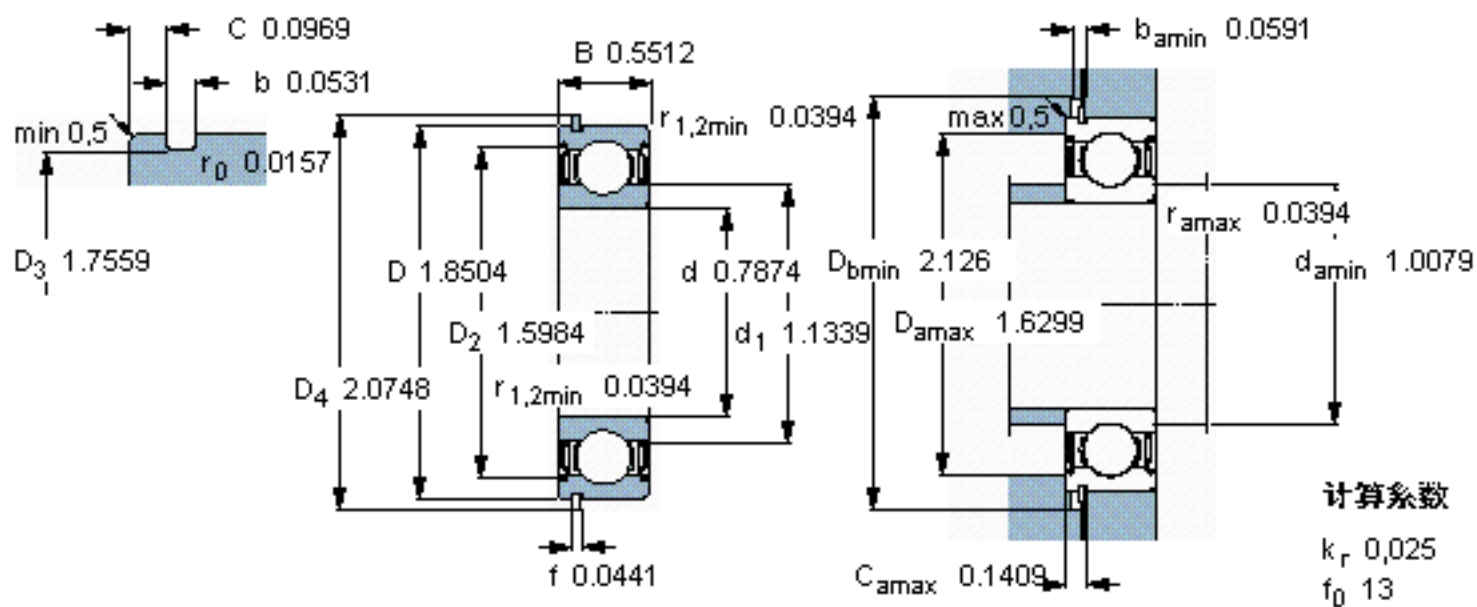 C 0.0969
b 0.0531
min 0,5
r0 0.0157
D3 1.7559
B 0.5512
r1,2min 0.0394
D 1.8504
d 0.7874
D2 1.5984
d1 1.1339
D4 2.0748
r1,2min 0.0394
f 0.0441
bamin 0.0591
max 0,5
ramax 0.0394
Dbmin 2.126
damin 1.0079
Damax 1.6299
Camax 0.1409
计算系数
kr 0,025
f0 13